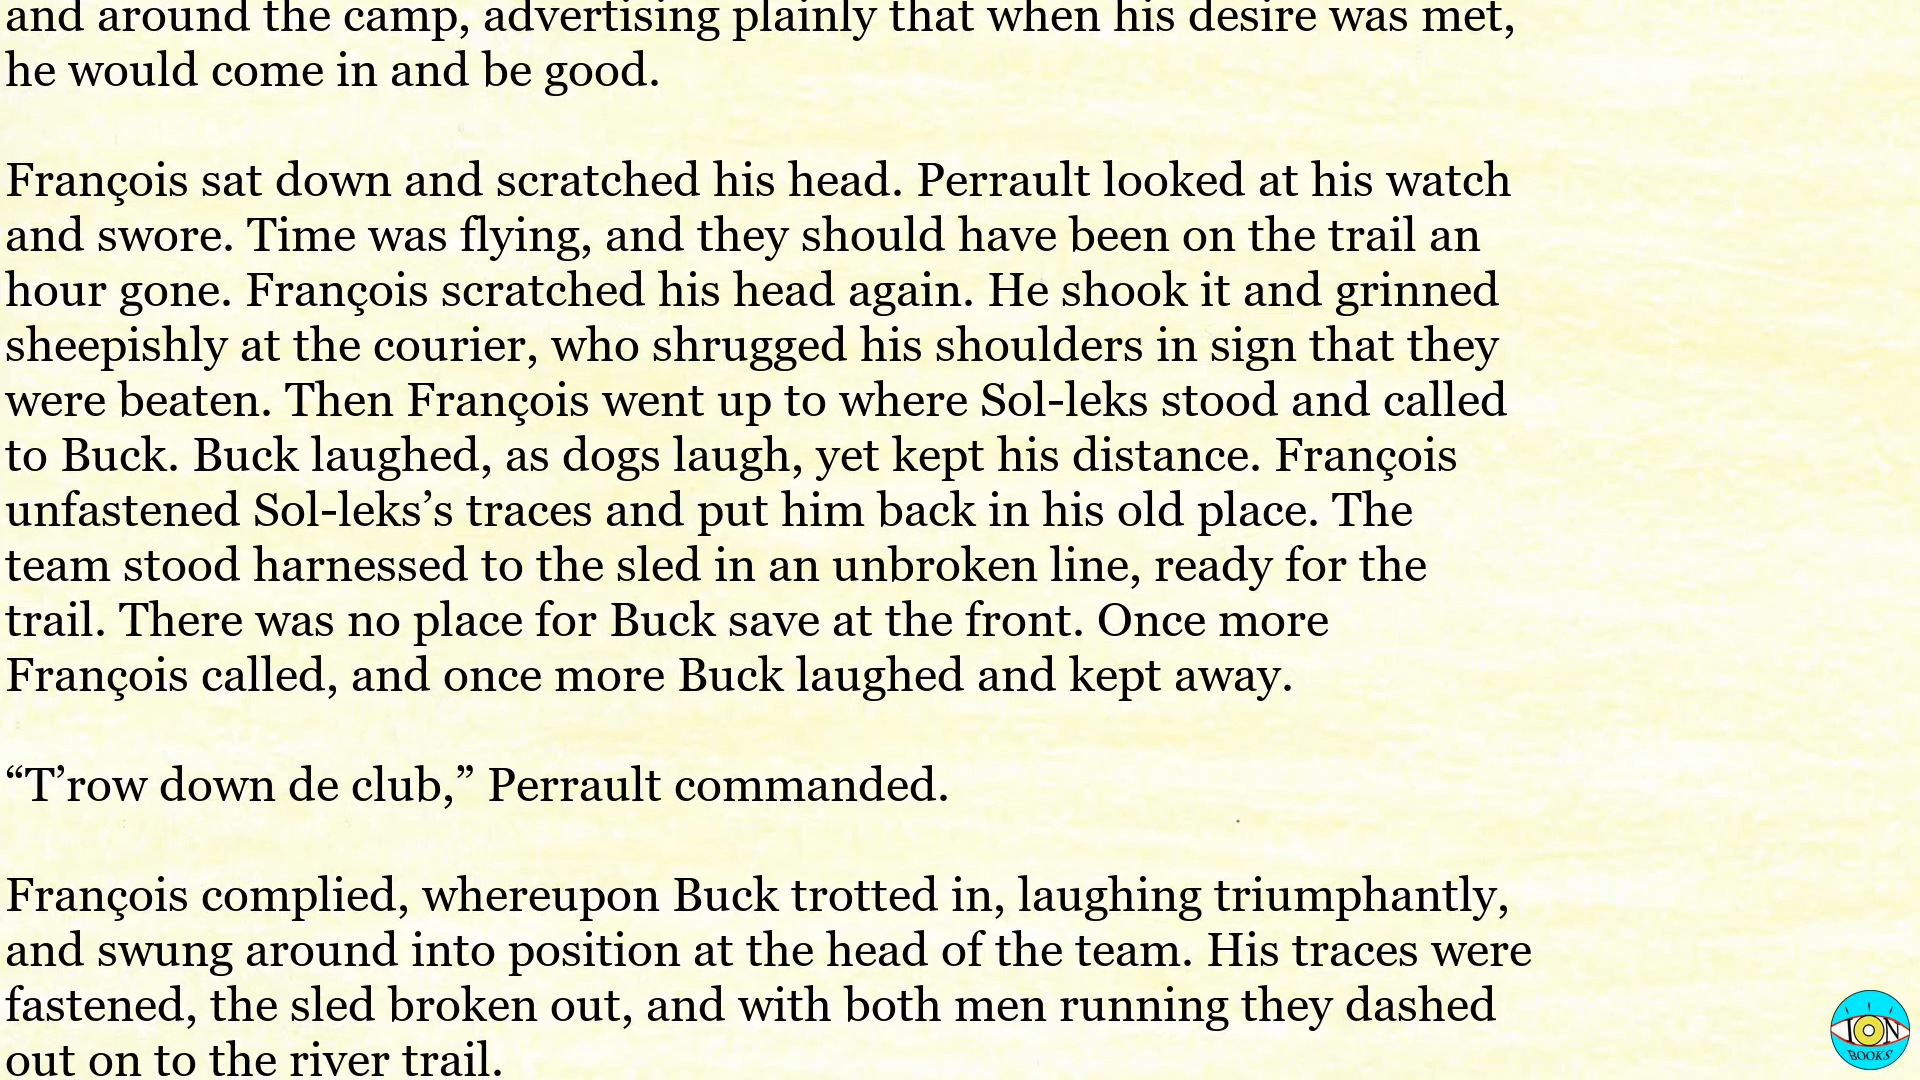 and around the camp, advertising plainly that when his desire was met,
he would come in and be good.
François sat down and scratched his head. Perrault looked at his watch
and swore. Time was flying, and they should have been on the trail an
hour gone. François scratched his head again. He shook it and grinned
sheepishly at the courier, who shrugged his shoulders in sign that they
were beaten. Then François went up to where Sol-leks stood and called
to Buck. Buck laughed, as dogs laugh, yet kept his distance. François
unfastened Sol-leks’s traces and put him back in his old place. The
team stood harnessed to the sled in an unbroken line, ready for the
trail. There was no place for Buck save at the front. Once more
François called, and once more Buck laughed and kept away.
“T’row down de club,” Perrault commanded.
François complied, whereupon Buck trotted in, laughing triumphantly,
and swung around into position at the head of the team. His traces were
fastened, the sled broken out, and with both men running they dashed
out on to the river trail.
ION
BOOKS